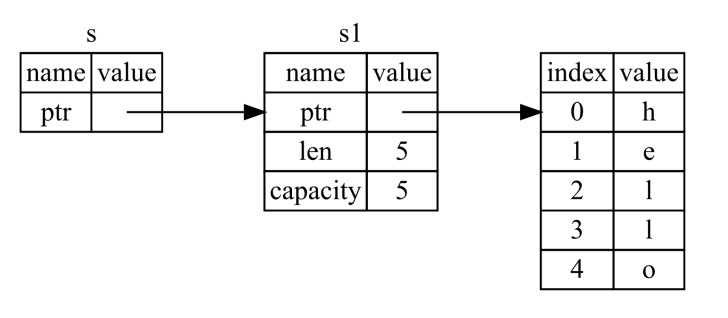 s
name value
ptr
s1
name value
ptr
len 5
capacity 5
index value
0 h
1 e
2 l
3 l
4 o